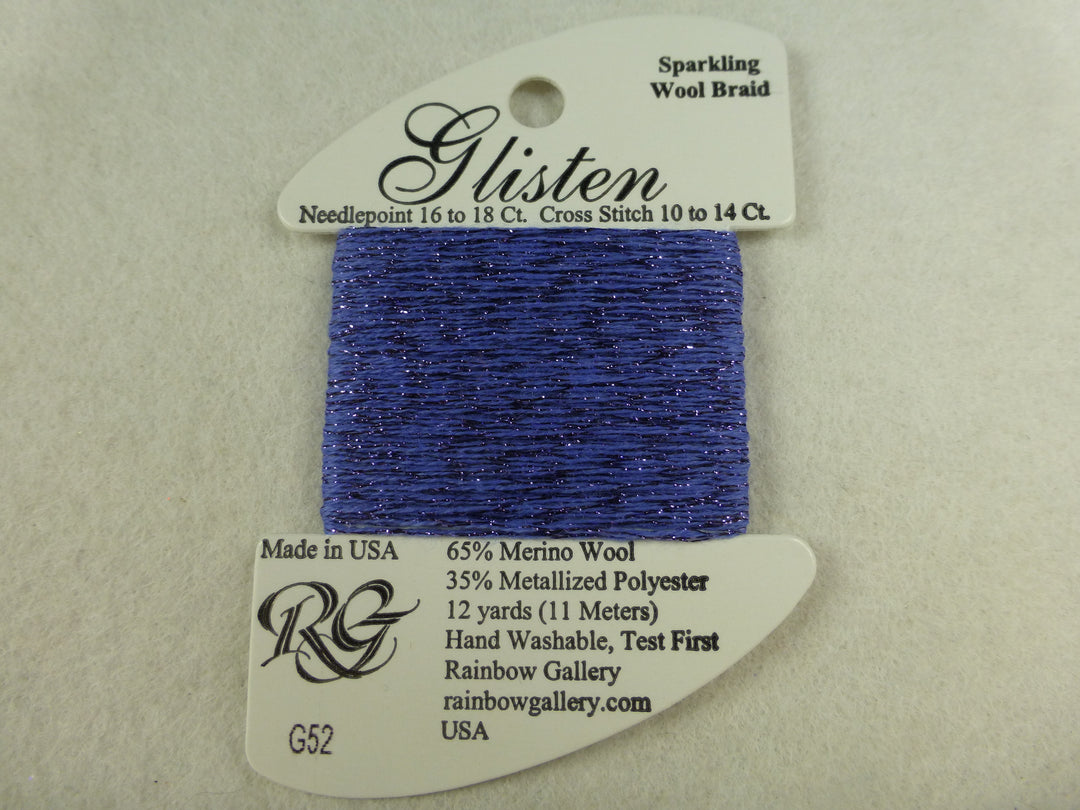 Sparkling
Wool Braid
Glisten
Needlepoint 16 to 18 Ct. Cross Stitch 10 to 14 Ct.
Made in USA
RG
G52
65% Merino Wool
35% Metallized Polyester
12 yards (11 Meters)
Hand Washable, Test First
Rainbow Gallery
rainbowgallery.com
USA